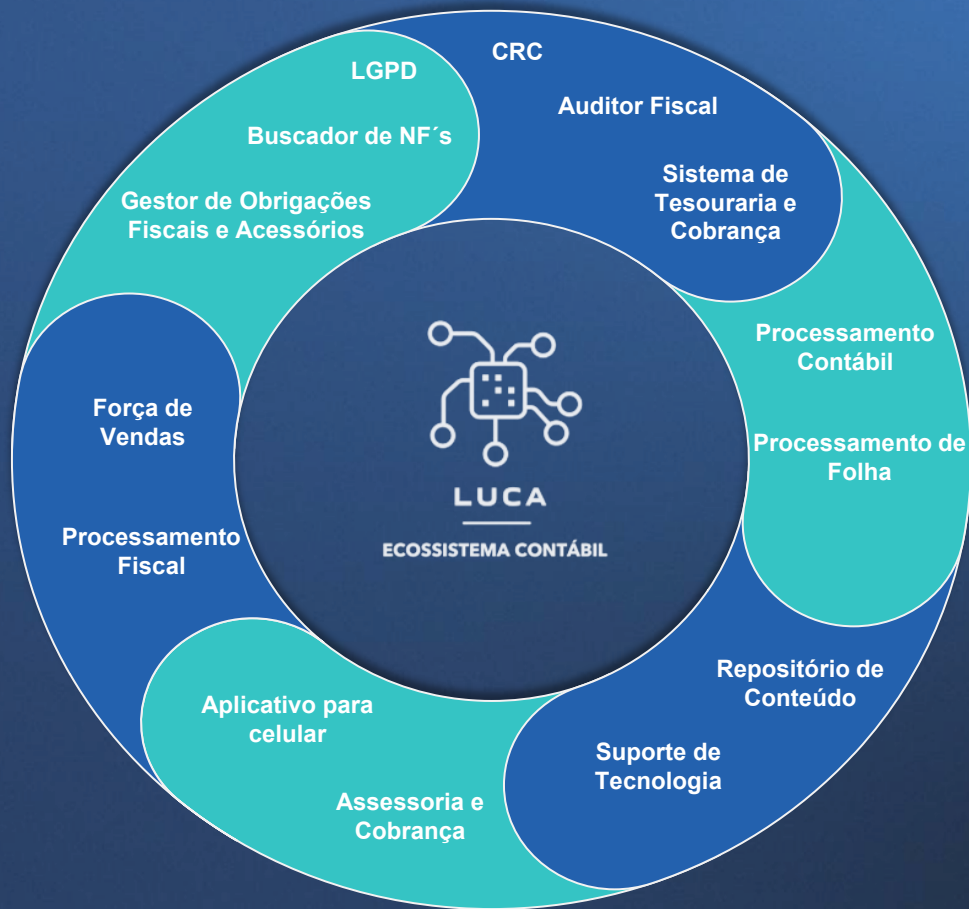 CRC
LGPD
Auditor Fiscal
Buscador de NF´s
Sistema de
Tesouraria e
Cobrança
Gestor de Obrigações
Fiscais e Acessórios
Processamento
Contábil
Força de
Vendas
Processamento de
Folha
LUCA
ECOSSISTEMA CONTÁBIL
Processamento
Fiscal
Repositório de
Conteúdo
Aplicativo para
celular
Suporte de
Tecnologia
Assessoria e
Cobrança